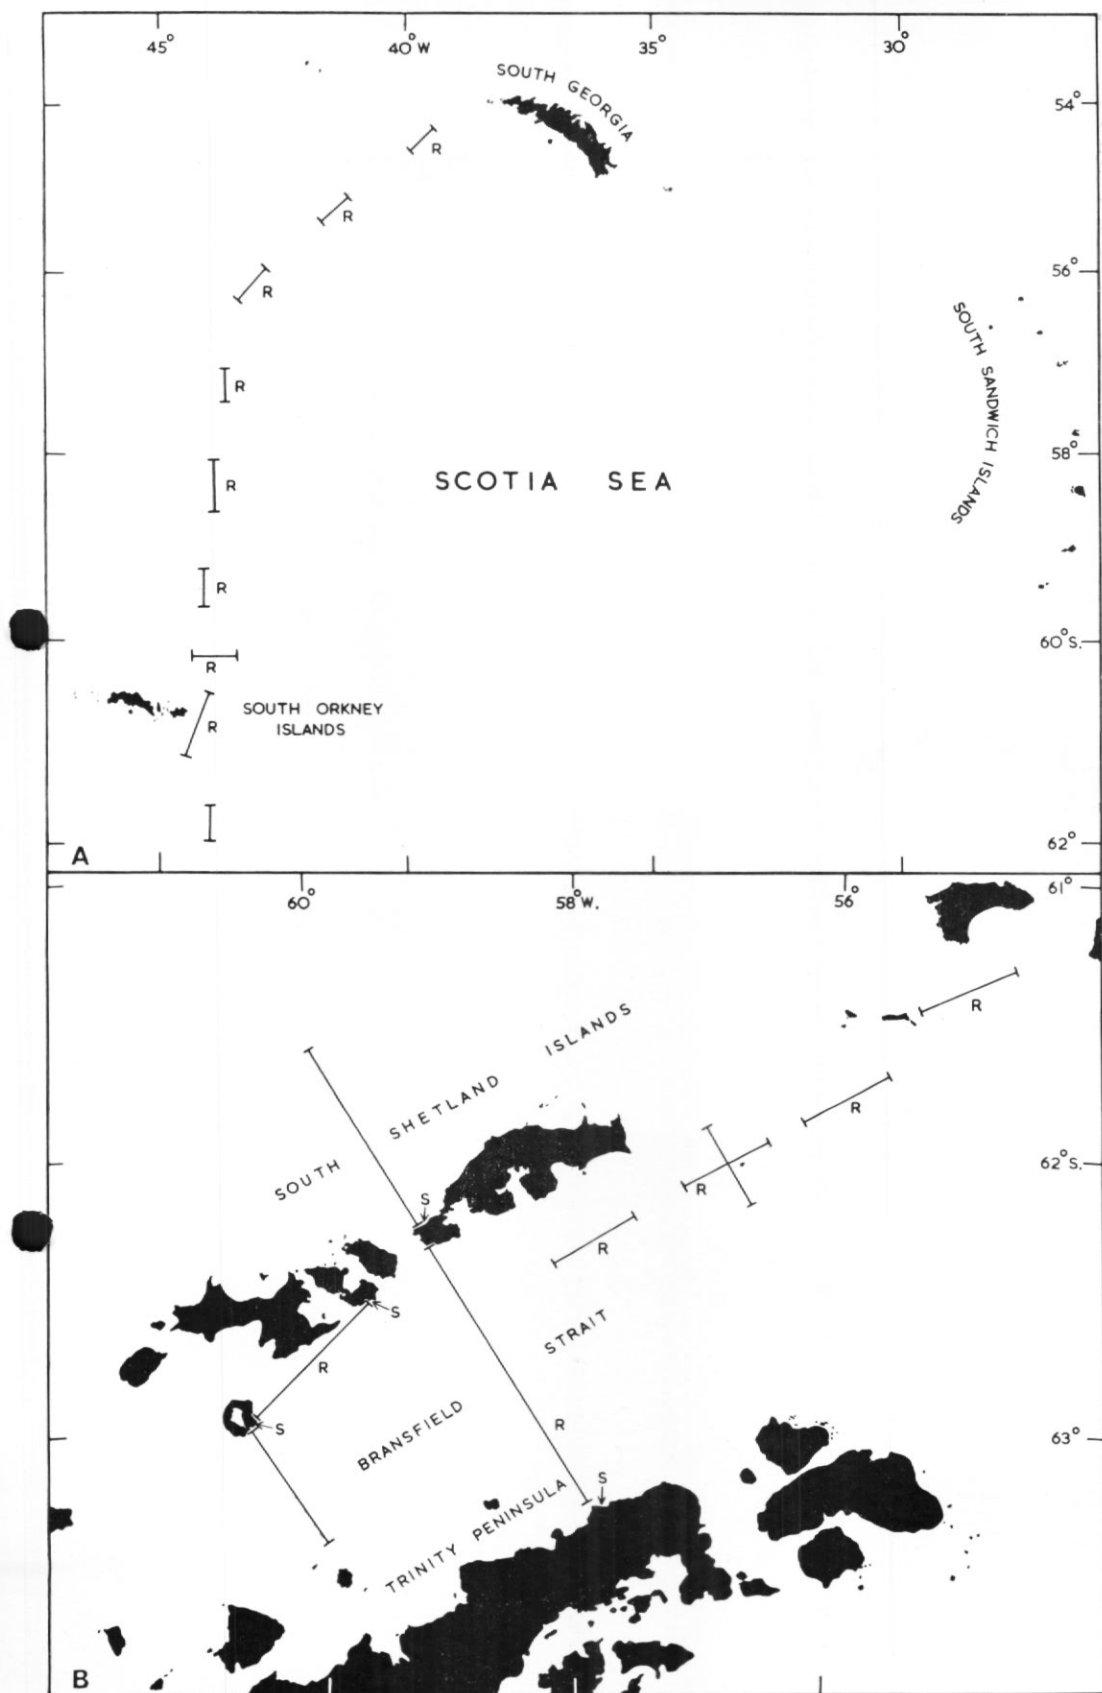 45° 40°W 35° 30°
SOUTH GEORGIA
54°
R
R
56°
R
SOUTH SANDWICH ISLANDS
R
58°
SCOTIA SEA
R
R
60°S.
R
SOUTH ORKNEY
ISLANDS
R
62°
A
60° 58°W. 56°
61°
R
SOUTH SHETLAND ISLANDS
R
62°S.
R
S
R
S
STRAIT
R
BRANSFIELD
R
S
63°
S
TRINITY PENINSULA
B